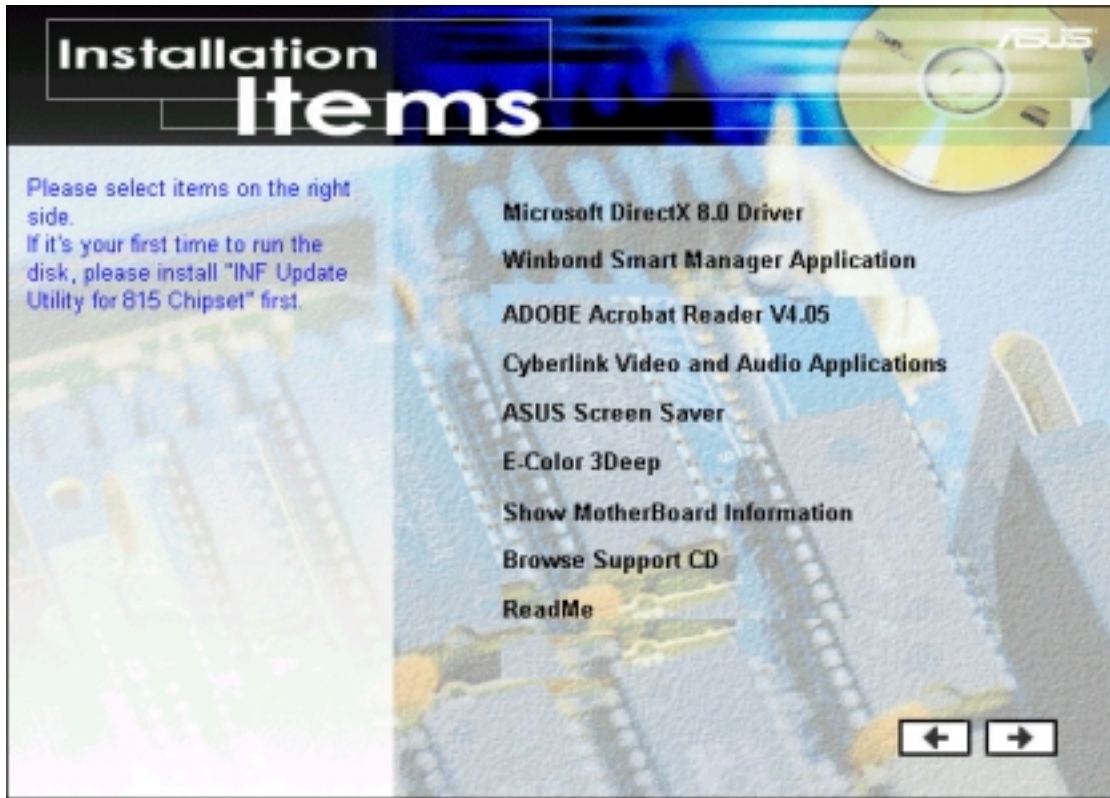 Installation
Items
ASUS
Please select items on the right
side.
If it's your first time to run the
disk, please install "INF Update
Utility for 815 Chipset" first.
Microsoft DirectX 8.0 Driver
Winbond Smart Manager Application
ADOBE Acrobat Reader V4.05
Cyberlink Video and Audio Applications
ASUS Screen Saver
E-Color 3Deep
Show MotherBoard Information
Browse Support CD
ReadMe